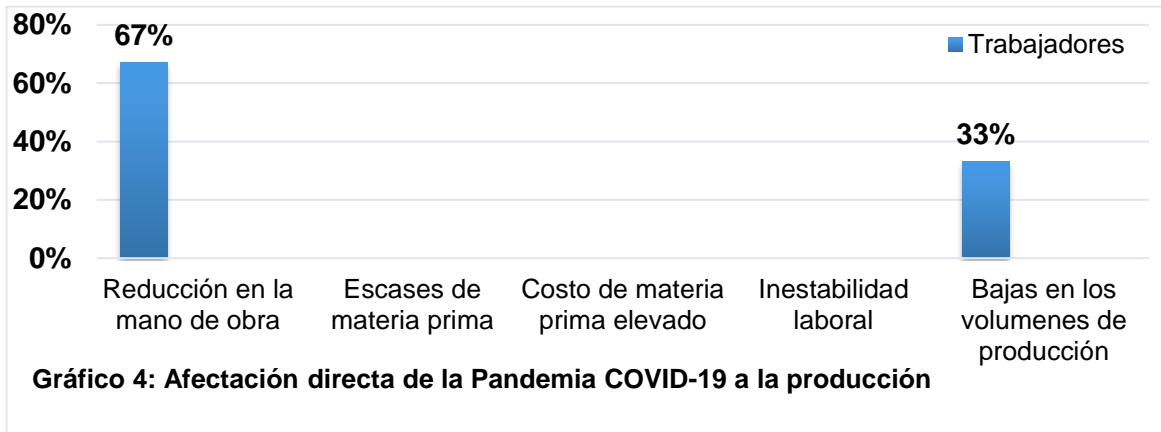 80%
67%
Trabajadores
60%
40%
33%
20%
0%
Reducción en la
mano de obra
Escases de
materia prima
Costo de materia
prima elevado
Inestabilidad
laboral
Bajas en los
volumenes de
producción
Gráfico 4: Afectación directa de la Pandemia COVID-19 a la producción